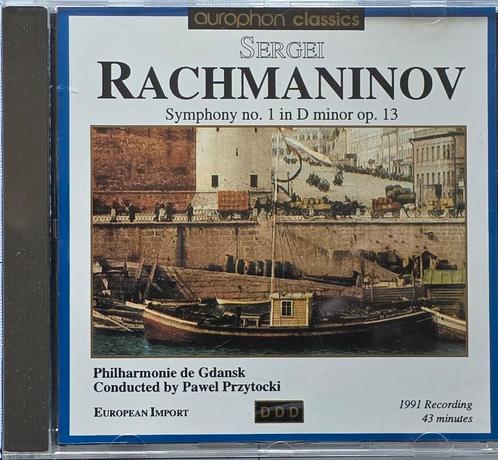 aurophon classics
SERGEI
RACHMANINOV
Symphony no. 1 in D minor op. 13
Philharmonie de Gdansk
Conducted by Pawel Przytocki
EUROPEAN IMPORT
DDD
1991 Recording
43 minutes